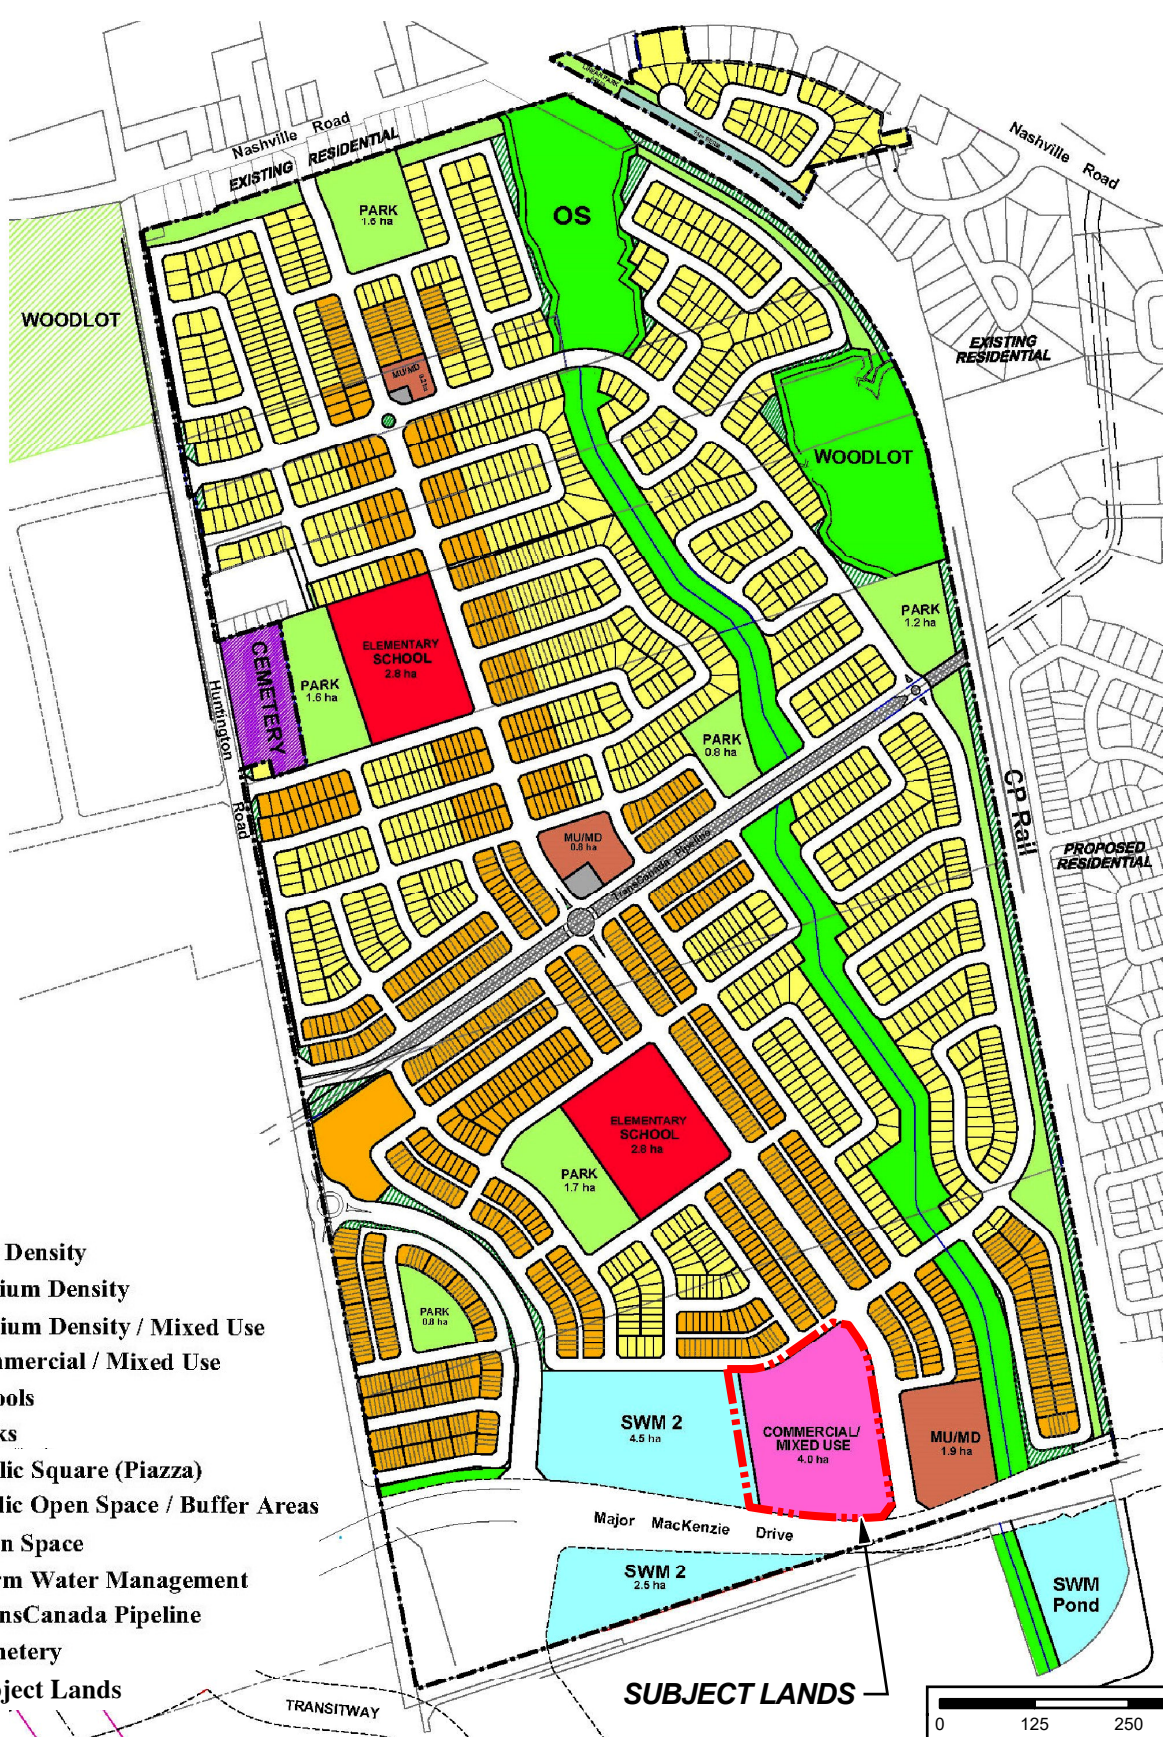 Nashville Road
EXISTING RESIDENTIAL
Nashville Road
PARK
1.6 ha
OS
WOODLOT
EXISTING
RESIDENTIAL
MU/MD
WOODLOT
PARK
1.2 ha
ELEMENTARY
SCHOOL
2.8 ha
CEMETERY
PARK
1.6 ha
Huntington
Road
PARK
0.8 ha
CP Rail
MU/MD
0.8 ha
TransCanada Pipeline
PROPOSED
RESIDENTIAL
ELEMENTARY
SCHOOL
2.8 ha
PARK
1.7 ha
Density
ium Density
PARK
0.8 ha
ium Density / Mixed Use
mmercial / Mixed Use
ools
ks
lic Square (Piazza)
lic Open Space / Buffer Areas
n Space
rm Water Management
nsCanada Pipeline
netery
ject Lands
SWM 2
4.5 ha
COMMERCIAL/
MIXED USE
4.0 ha
MU/MD
1.9 ha
Major MacKenzie Drive
SWM 2
2.5 ha
SWM
Pond
SUBJECT LANDS
TRANSITWAY
0 125 250